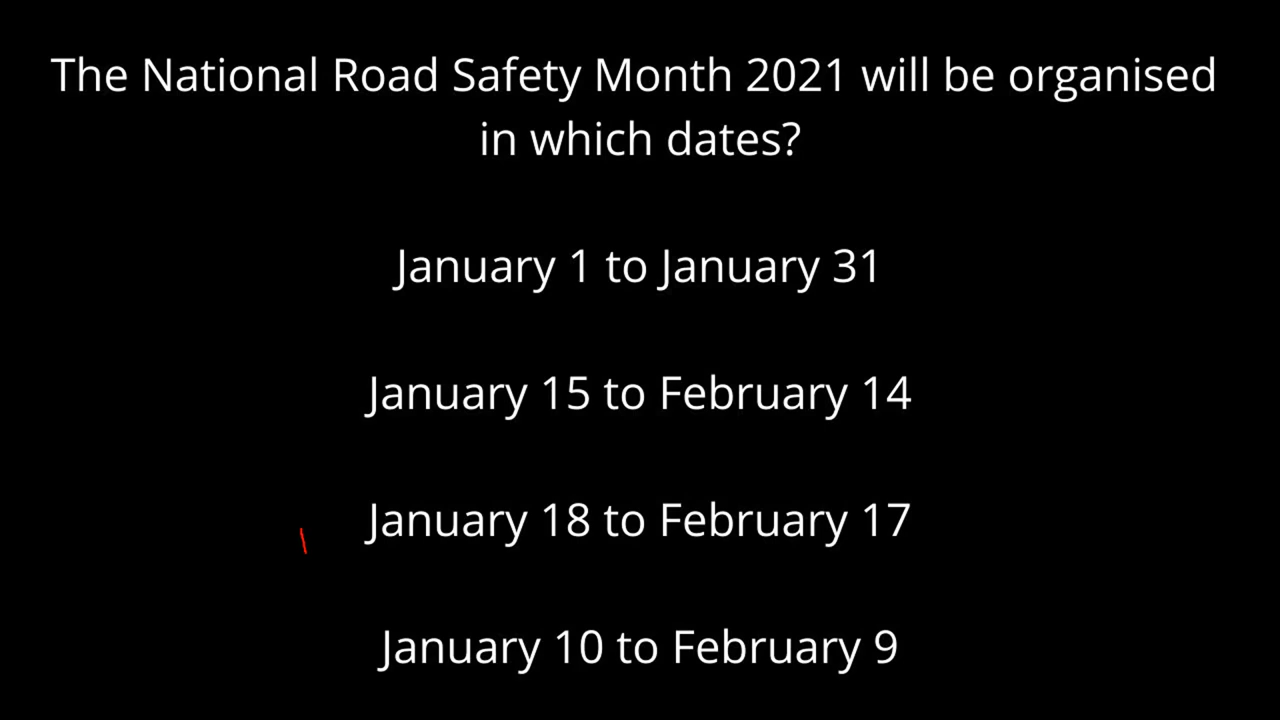 The National Road Safety Month 2021 will be organised
in which dates?
January 1 to January 31
January 15 to February 14
January 18 to February 17
January 10 to February 9